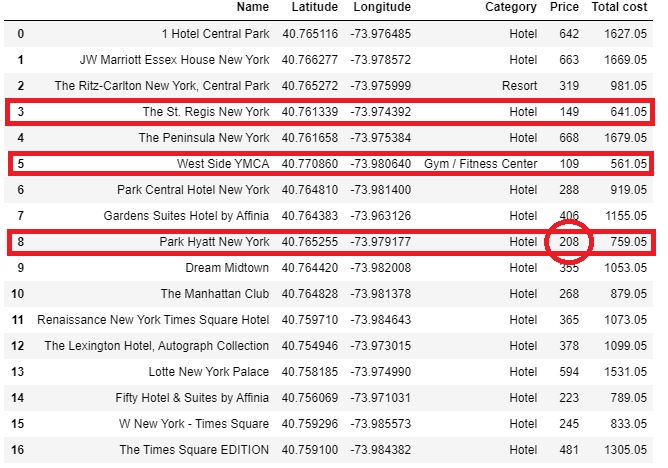 Name Latitude Longitude Category Price Total cost
0 1 Hotel Central Park 40.765116 -73.976485 Hotel 642 1627.05
1 JW Marriott Essex House New York 40.766277 -73.978572 Hotel 663 1669.05
2 The Ritz-Carlton New York, Central Park 40.765272 -73.975999 Resort 319 981.05
3 The St. Regis New York 40.761339 -73.974392 Hotel 149 641.05
4 The Peninsula New York 40.761658 -73.975384 Hotel 668 1679.05
5 West Side YMCA 40.770860 -73.980640 Gym / Fitness Center 109 561.05
6 Park Central Hotel New York 40.764810 -73.981400 Hotel 288 919.05
7 Gardens Suites Hotel by Affinia 40.764383 -73.963126 Hotel 406 1155.05
8 Park Hyatt New York 40.765255 -73.979177 Hotel 208 759.05
9 Dream Midtown 40.764420 -73.982008 Hotel 355 1053.05
10 The Manhattan Club 40.764828 -73.981378 Hotel 268 879.05
11 Renaissance New York Times Square Hotel 40.759710 -73.984643 Hotel 365 1073.05
12 The Lexington Hotel, Autograph Collection 40.754946 -73.973015 Hotel 378 1099.05
13 Lotte New York Palace 40.758185 -73.974990 Hotel 594 1531.05
14 Fifty Hotel & Suites by Affinia 40.756069 -73.971031 Hotel 223 789.05
15 W New York - Times Square 40.759296 -73.985573 Hotel 245 833.05
16 The Times Square EDITION 40.759100 -73.984382 Hotel 481 1305.05